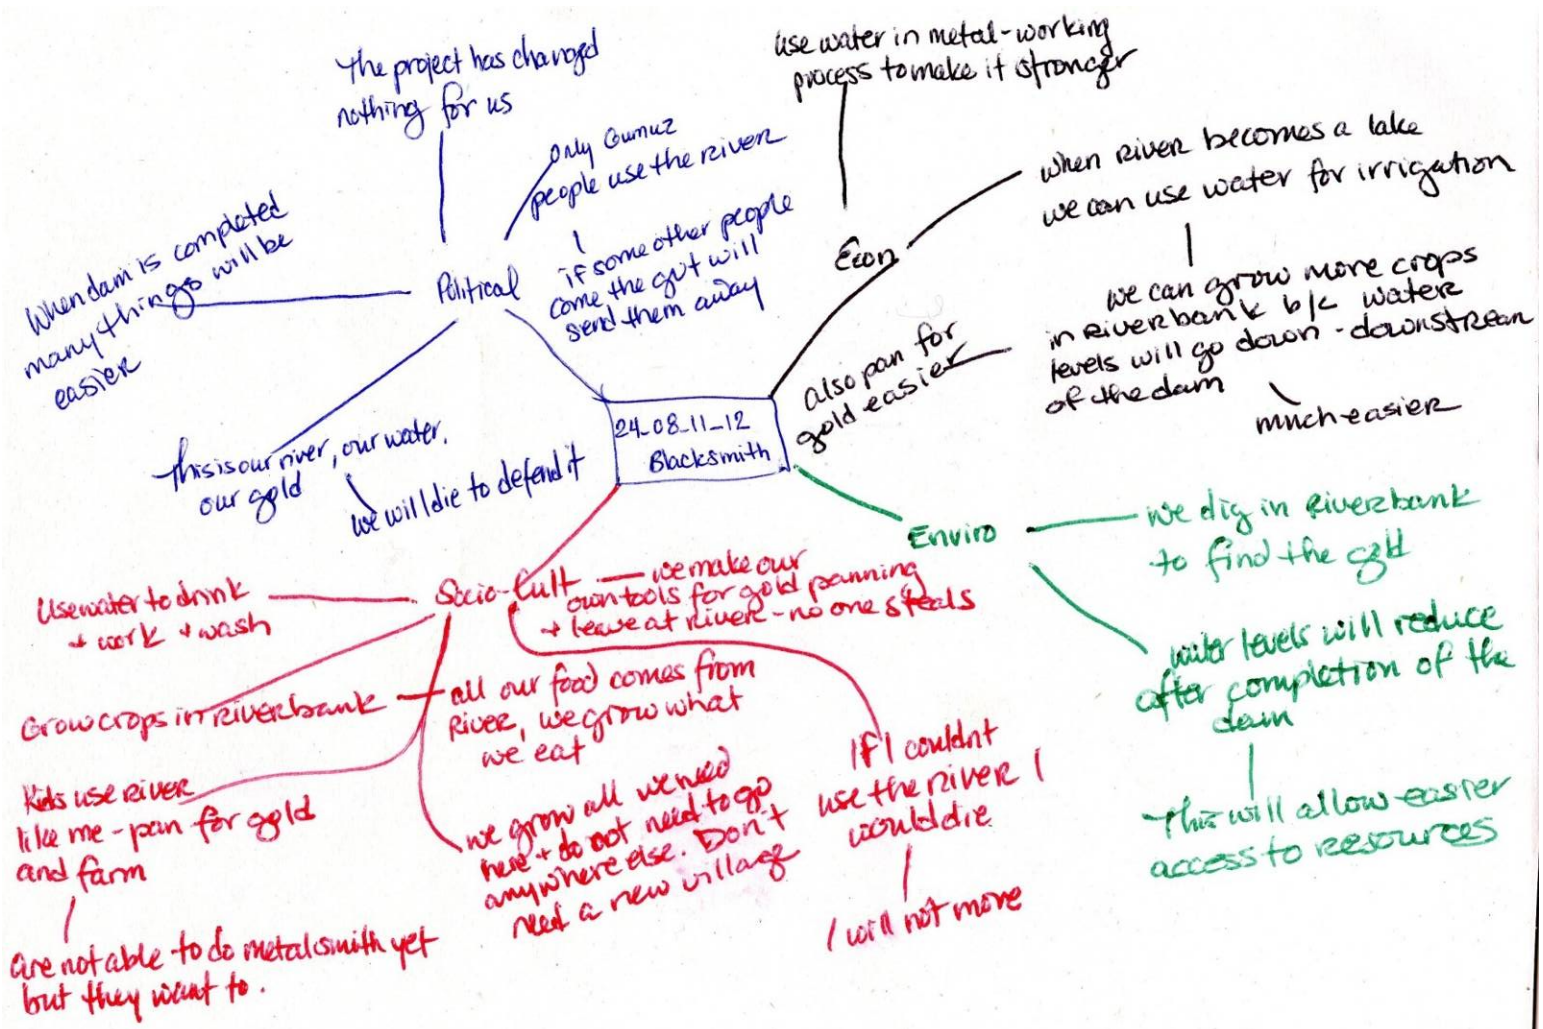 The project has changed
nothing for us
only Gumuz
people use the river
if some other people
come the gvt will
send them away
When dam is completed
many things will be
easier
Political
This is our river, our water,
our gold
we will die to defend it
use water in metal-working
process to make it stronger
Econ
when river becomes a lake
we can use water for irrigation
we can grow more crops
in riverbank b/c water
levels will go down - downstream
of the dam
much easier
also pan for
gold easier
24_08_11_12
Blacksmith
Enviro
we dig in riverbank
to find the gold
water levels will reduce
after completion of the
dam
This will allow easier
access to resources
Socio-Cult
we make our
own tools for gold panning
+ leave at river - no one steals
Use water to drink
+ work + wash
Grow crops in riverbank
all our food comes from
River, we grow what
we eat
Kids use river
like me - pan for gold
and farm
are not able to do metalsmith yet
but they want to.
we grow all we need
here + do not need to go
anywhere else. Don't
need a new village
If I couldnt
use the river I
would die
I will not move